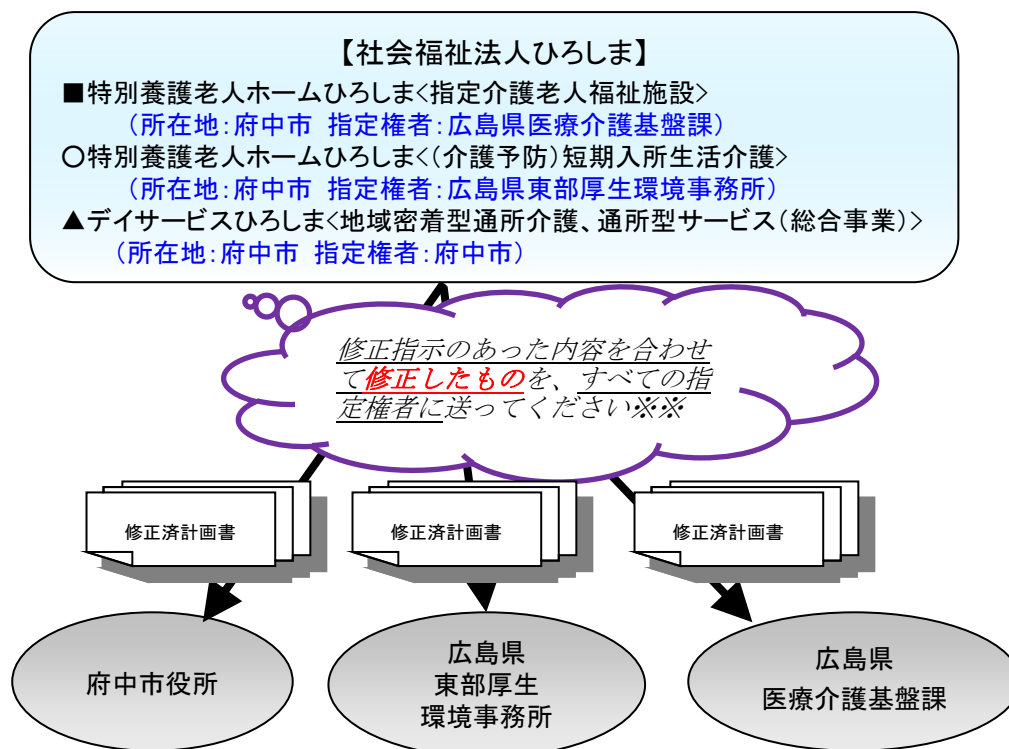 【社会福祉法人ひろしま】
■特別養護老人ホームひろしま<指定介護老人福祉施設>
（所在地：府中市 指定権者：広島県医療介護基盤課）
○特別養護老人ホームひろしま<（介護予防）短期入所生活介護>
（所在地：府中市 指定権者：広島県東部厚生環境事務所）
▲デイサービスひろしま<地域密着型通所介護、通所型サービス（総合事業）>
（所在地：府中市 指定権者：府中市）
修正指示のあった内容を合わせ
て修正したものを、すべての指
定権者に送ってください※※
修正済計画書
修正済計画書
修正済計画書
府中市役所
広島県
東部厚生
環境事務所
広島県
医療介護基盤課